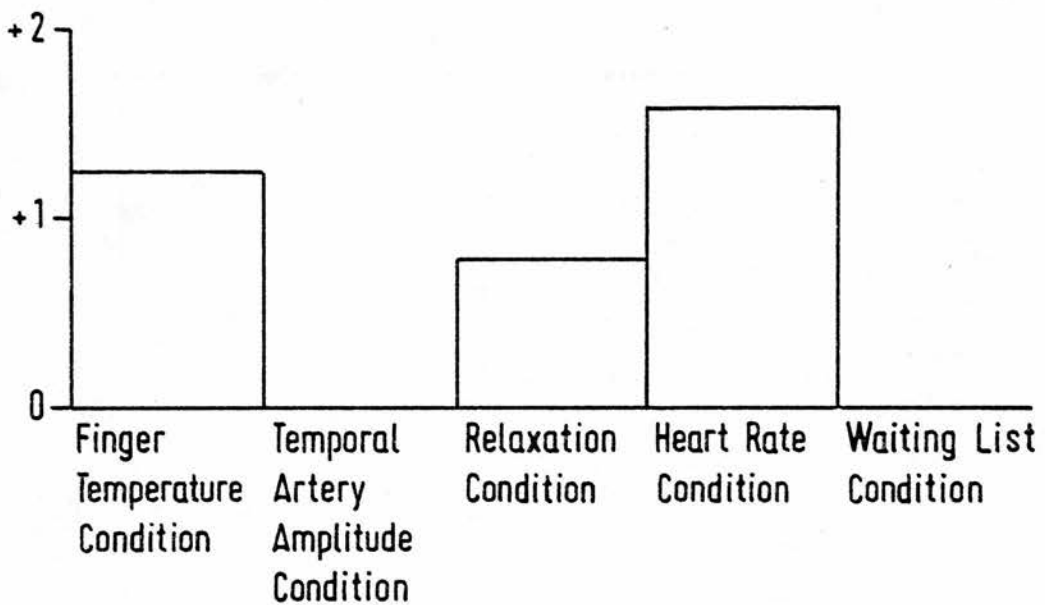 +2
+1
0
Finger
Temperature
Condition
Temporal
Artery
Amplitude
Condition
Relaxation
Condition
Heart Rate
Condition
Waiting List
Condition